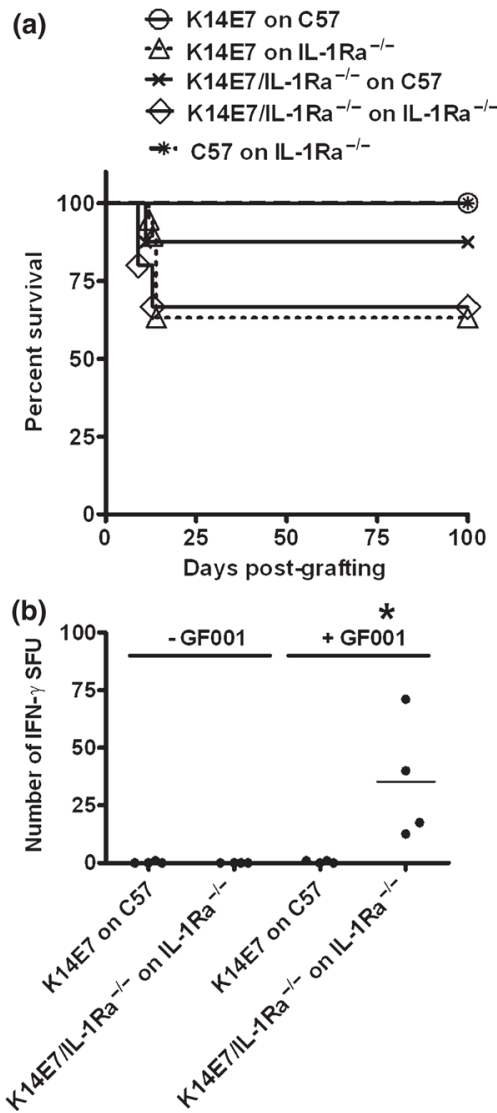 (a)
K14E7 on C57
K14E7 on IL-1Ra⁻/⁻
K14E7/IL-1Ra⁻/⁻ on C57
K14E7/IL-1Ra⁻/⁻ on IL-1Ra⁻/⁻
C57 on IL-1Ra⁻/⁻
Percent survival
100
75
50
25
0
0 25 50 75 100
Days post-grafting
(b)
*
- GF001 + GF001
Number of IFN-γ SFU
100
75
50
25
0
K14E7 on C57
K14E7/IL-1Ra⁻/⁻ on IL-1Ra⁻/⁻
K14E7 on C57
K14E7/IL-1Ra⁻/⁻ on IL-1Ra⁻/⁻